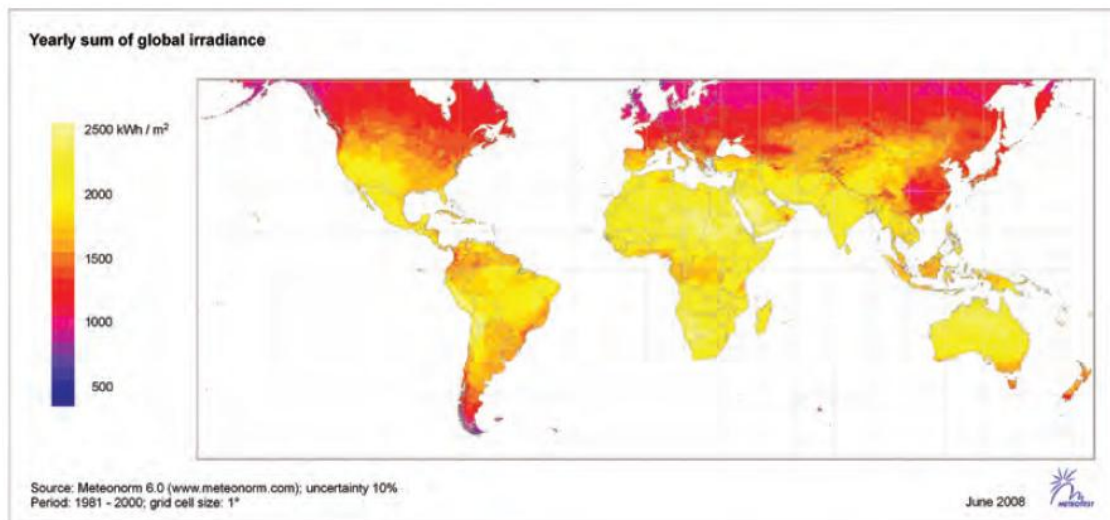 Yearly sum of global irradiance
2500 kWh / m²
2000
1500
1000
500
Source: Meteonorm 6.0 (www.meteonorm.com); uncertainty 10%
Period: 1981 - 2000; grid cell size: 1°
June 2008
METEOTEST